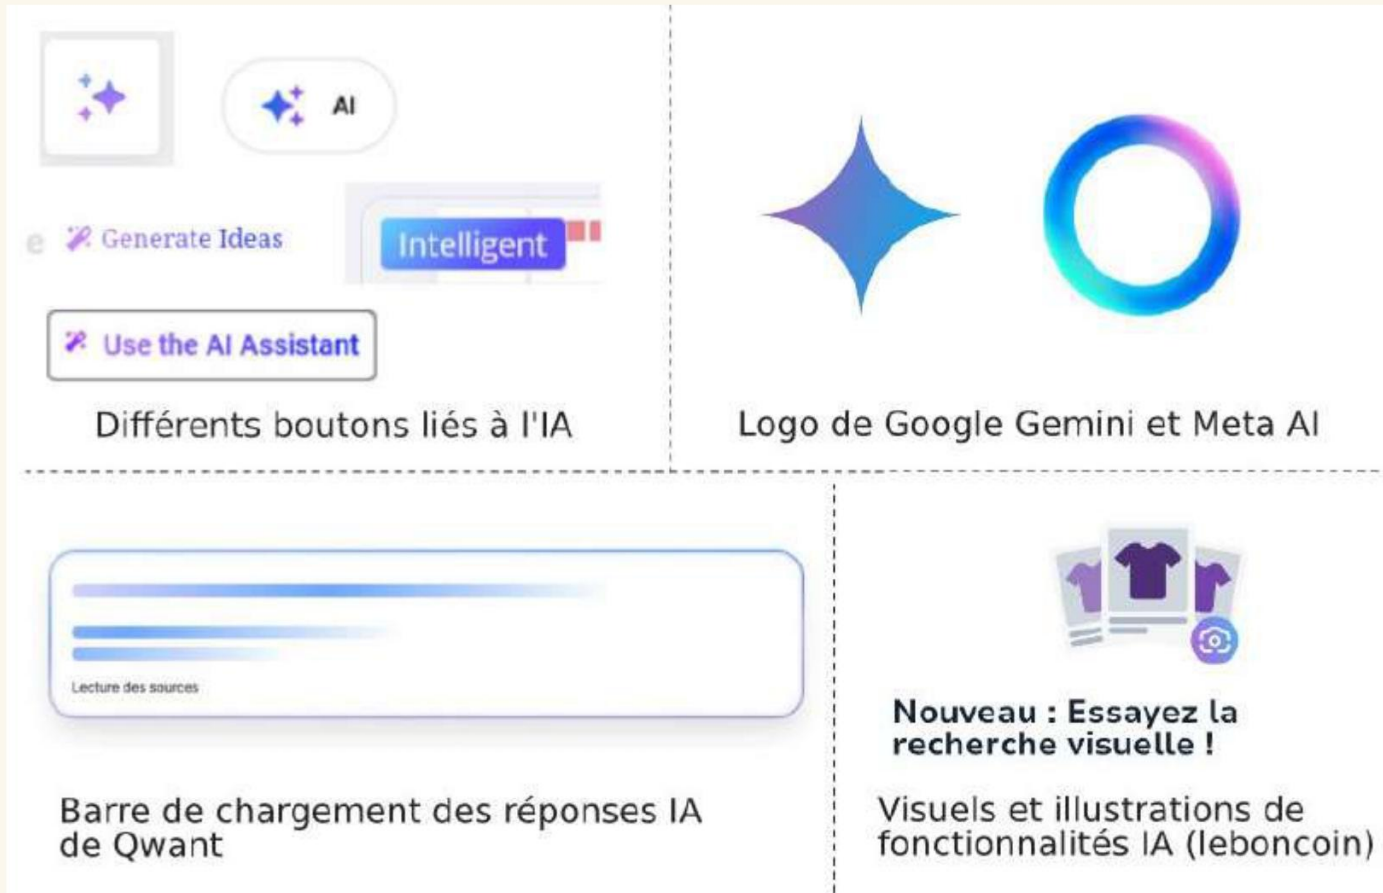 AI
e Generate Ideas
Intelligent
Use the AI Assistant
Différents boutons liés à l'IA
Logo de Google Gemini et Meta AI
Lecture des sources
Barre de chargement des réponses IA
de Qwant
Nouveau : Essayez la
recherche visuelle !
Visuels et illustrations de
fonctionnalités IA (leboncoin)